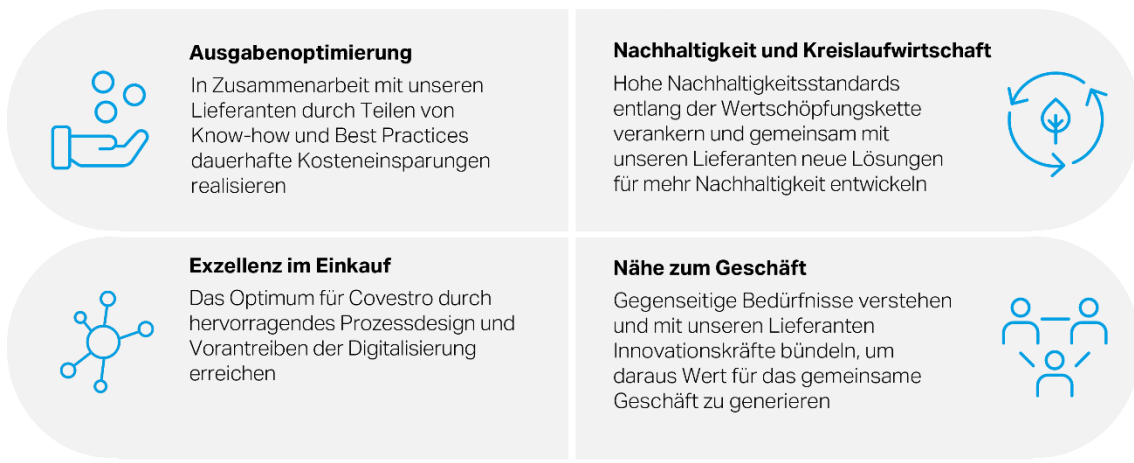 Ausgabenoptimierung
In Zusammenarbeit mit unseren
Lieferanten durch Teilen von
Know-how und Best Practices
dauerhafte Kosteneinsparungen
realisieren
Nachhaltigkeit und Kreislaufwirtschaft
Hohe Nachhaltigkeitsstandards
entlang der Wertschöpfungskette
verankern und gemeinsam mit
unseren Lieferanten neue Lösungen
für mehr Nachhaltigkeit entwickeln
Exzellenz im Einkauf
Das Optimum für Covestro durch
hervorragendes Prozessdesign und
Vorantreiben der Digitalisierung
erreichen
Nähe zum Geschäft
Gegenseitige Bedürfnisse verstehen
und mit unseren Lieferanten
Innovationskräfte bündeln, um
daraus Wert für das gemeinsame
Geschäft zu generieren